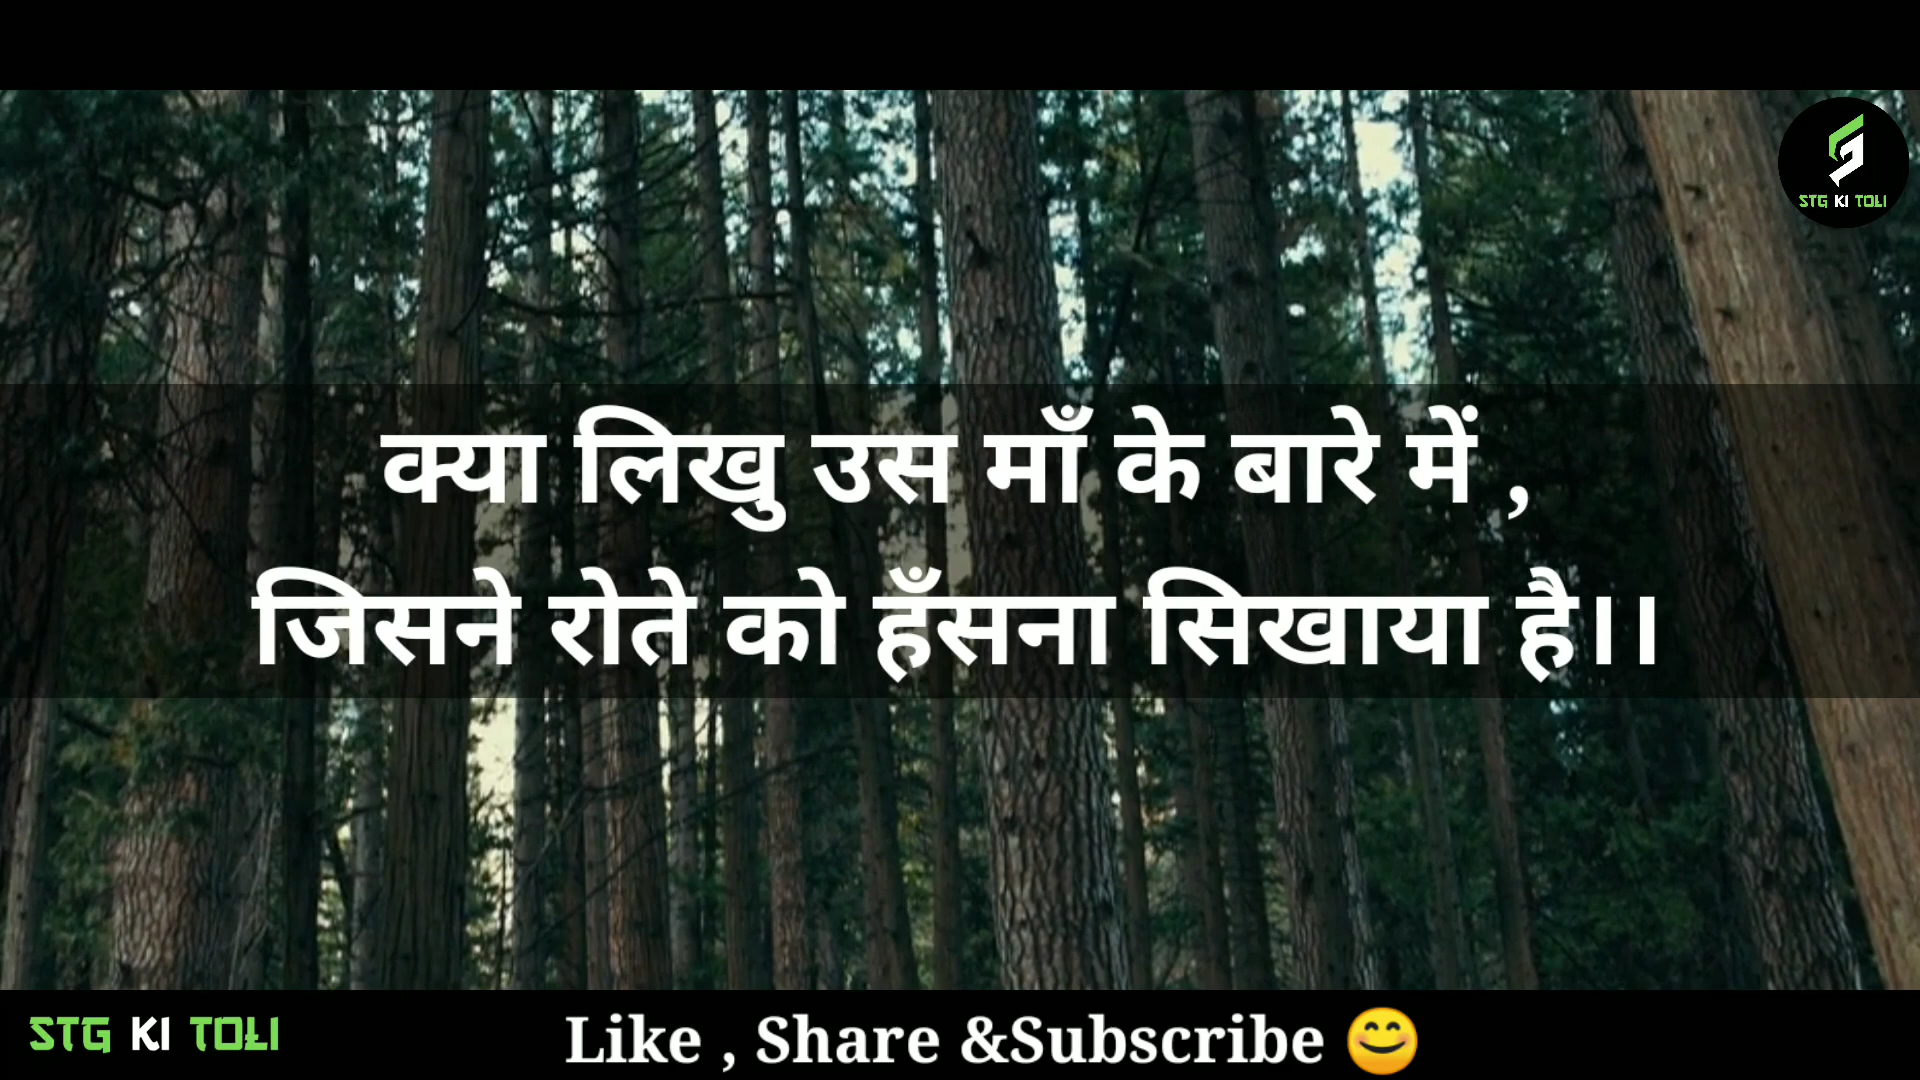 STG KI TOLI
क्या लिखु उस माँ के बारे में ,
जिसने रोते को हँसना सिखाया है।।
STG KI TOLI
Like , Share &Subscribe 😊